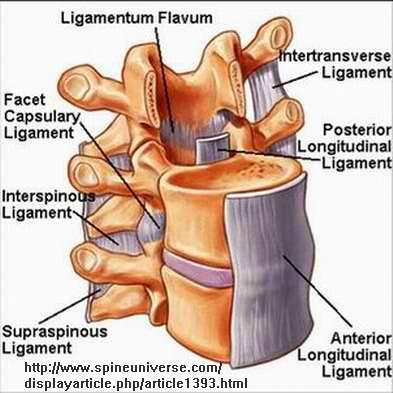 Ligamentum Flavum
Intertransverse
Ligament
Facet
Capsulary
Ligament
Posterior
Longitudinal
Ligament
Interspinous
Ligament
Supraspinous
Ligament
Anterior
Longitudinal
Ligament
http://www.spineuniverse.com/
displayarticle.php/article1393.html